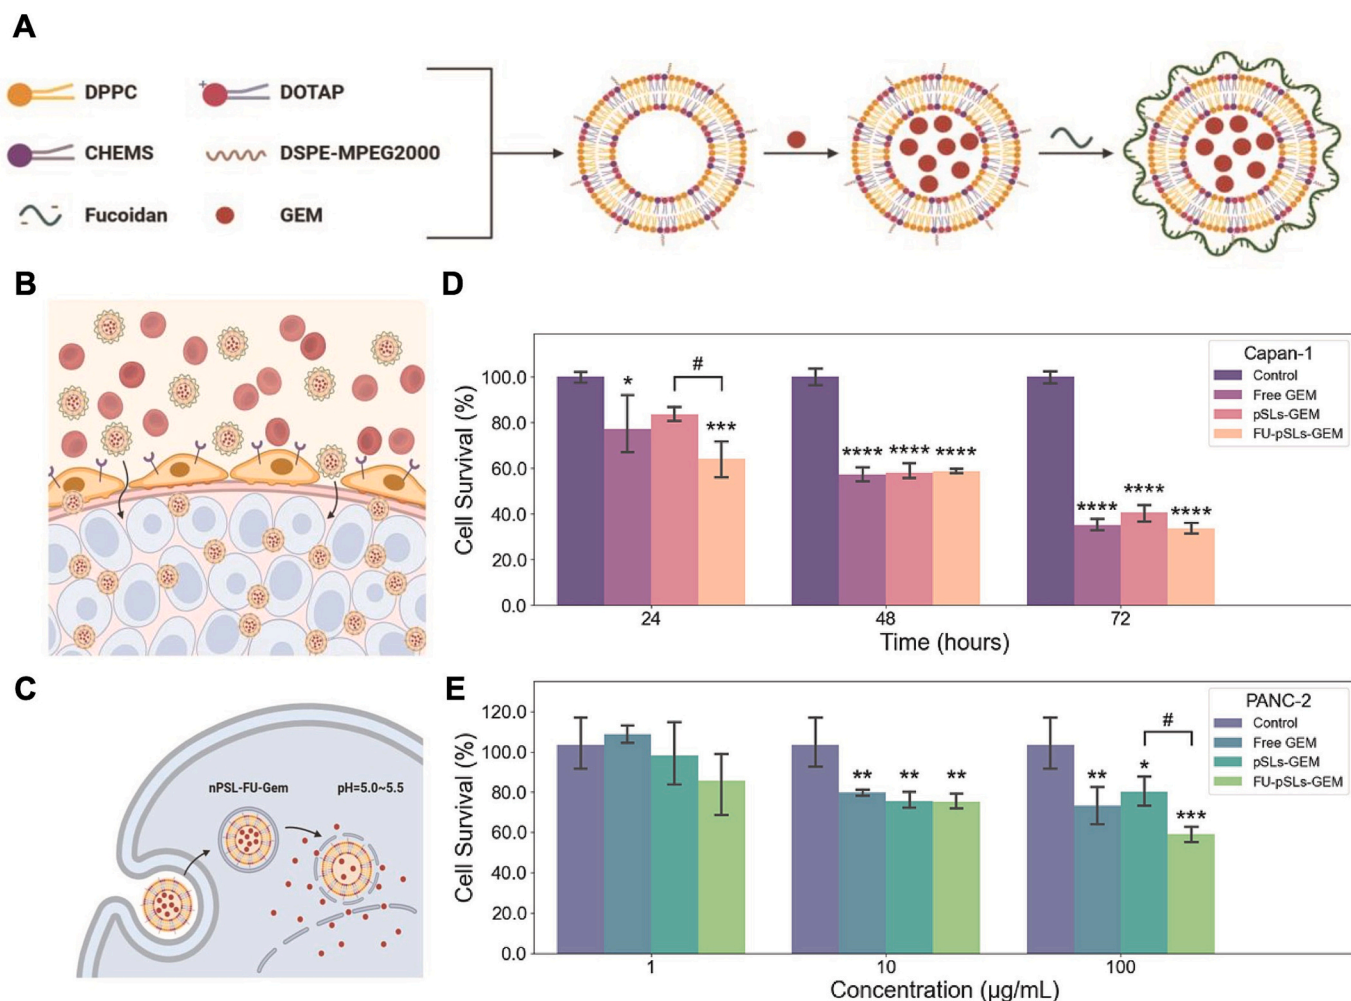 A
DPPC
DOTAP
CHEMS
DSPE-MPEG2000
Fucoidan
GEM
B
C
nPSL-FU-Gem
pH=5.0~5.5
D
Cell Survival (%)
100.0
80.0
60.0
40.0
20.0
0.0
*
#
***
**** **** ****
**** **** ****
Capan-1
Control
Free GEM
pSLs-GEM
FU-pSLs-GEM
24 48 72
Time (hours)
E
Cell Survival (%)
120.0
100.0
80.0
60.0
40.0
20.0
0.0
** ** **
** * ***
#
PANC-2
Control
Free GEM
pSLs-GEM
FU-pSLs-GEM
1 10 100
Concentration (µg/mL)